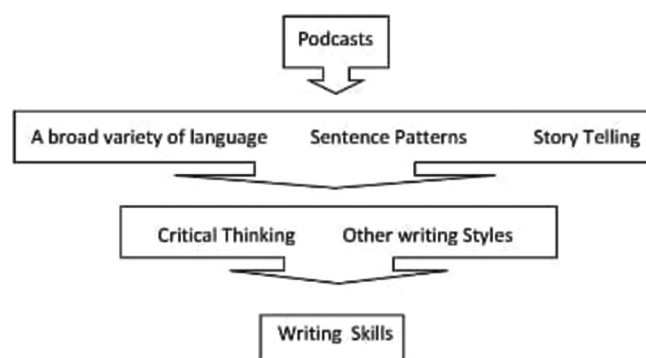 Podcasts
A broad variety of language Sentence Patterns Story Telling
Critical Thinking Other writing Styles
Writing Skills